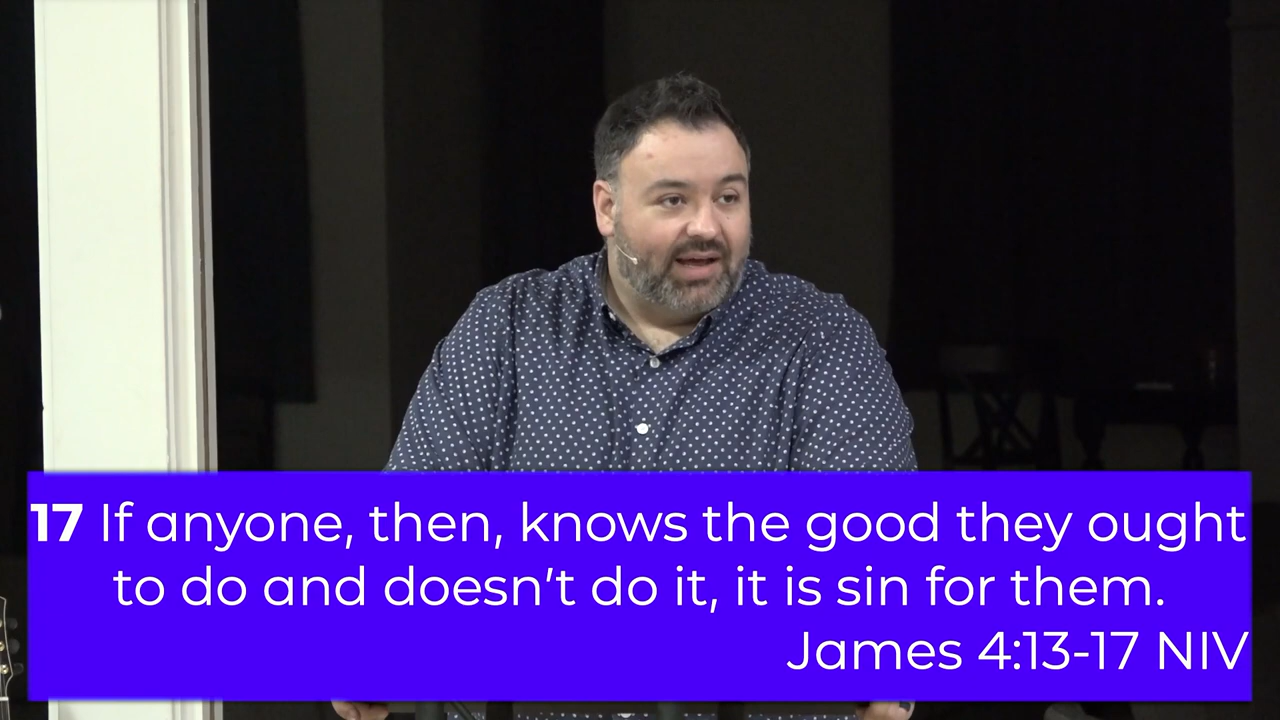 17 If anyone, then, knows the good they ought
to do and doesn’t do it, it is sin for them.
James 4:13-17 NIV